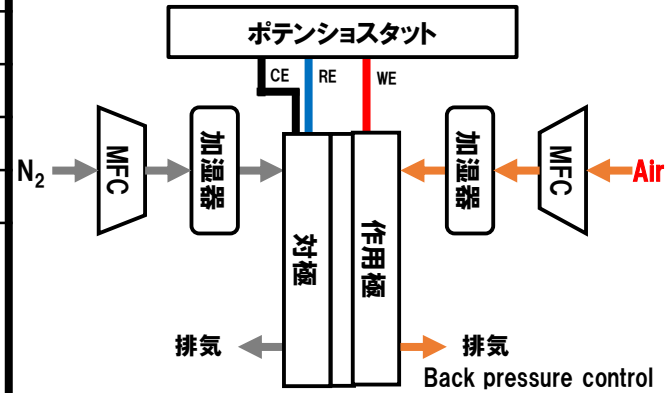 ポテンショスタット
CE
RE
WE
N₂
MFC
加湿器
加湿器
MFC
Air
対極
作用極
排気
排気
Back pressure control